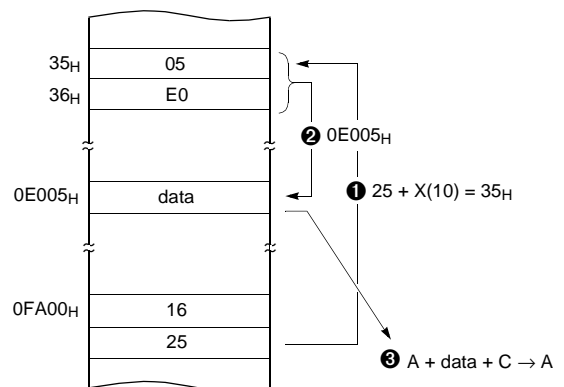 35H 05
36H E0
❷ 0E005H
0E005H data
❶ 25 + X(10) = 35H
0FA00H 16
25
❸ A + data + C → A